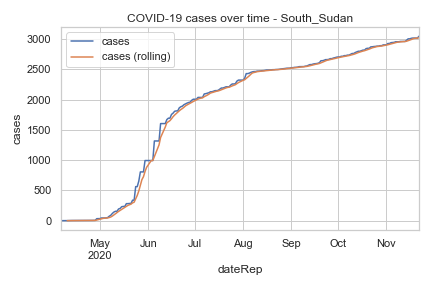 COVID-19 cases over time - South_Sudan
cases
cases (rolling)
cases
3000
2500
2000
1500
1000
500
0
May Jun Jul Aug Sep Oct Nov
2020
dateRep